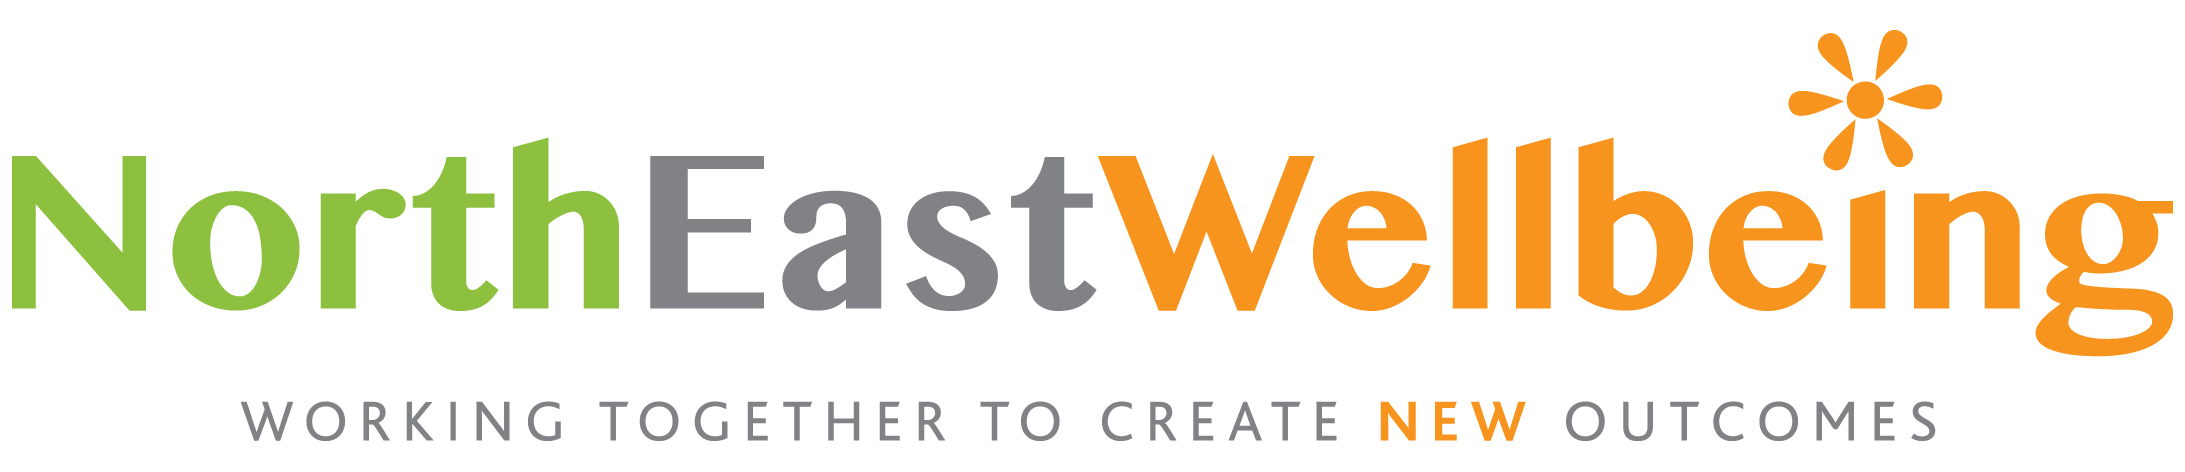 NorthEastWellbeing
WORKING TOGETHER TO CREATE NEW OUTCOMES